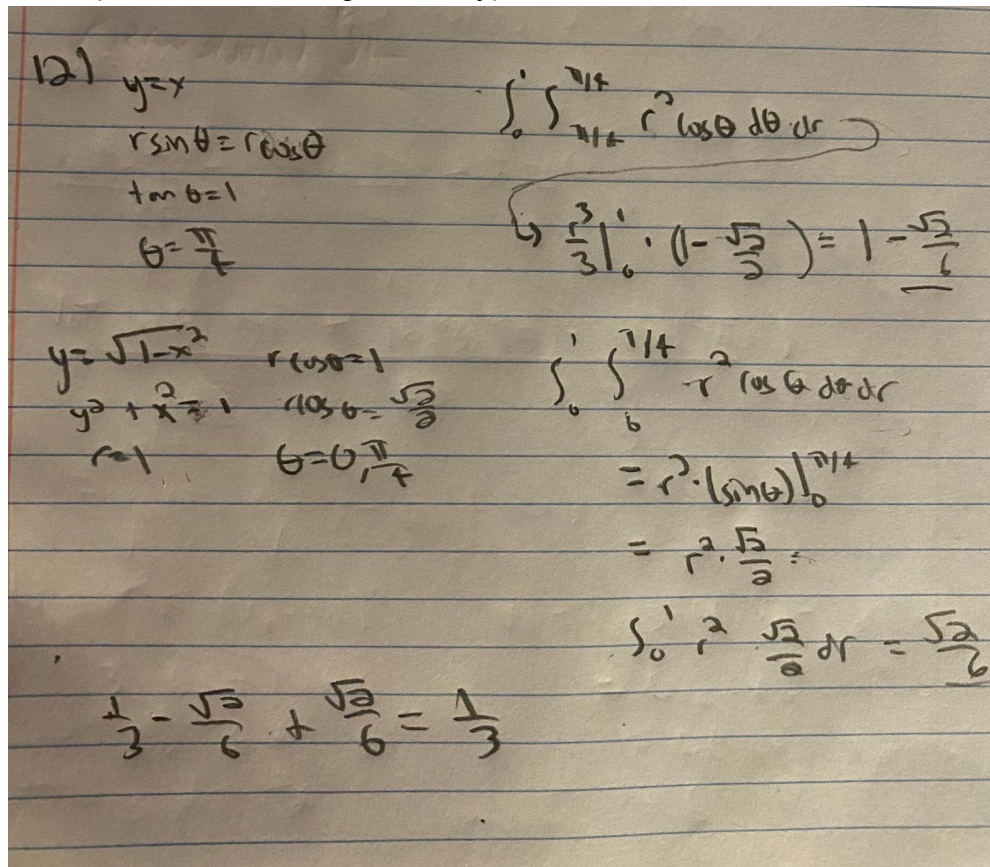 12) y=x
rsinθ=rcosθ
tan θ=1
θ=π/4
∫₀¹ ∫_{π/4}^{π/4} r² cosθ dθ dr
r³/3 |₀¹ · (1-√2/2) = 1-√2/6
y=√1-x²
y²+x²=1
r=1
rcosθ=1
cosθ=√2/2
θ=0,π/4
∫₀¹ ∫₀^{π/4} r² cosθ dθ dr
= r²·(sinθ)|₀^{π/4}
= r²·√2/2 =
∫₀¹ r² √2/2 dr = √2/6
1/3 - √2/6 + √2/6 = 1/3